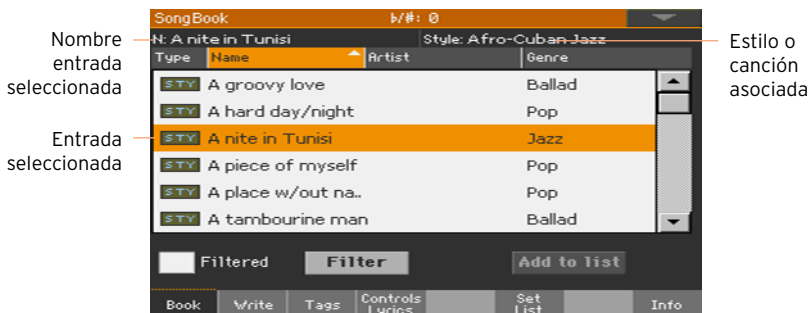 SongBook ♭/#: 0
Nombre entrada seleccionada
N: A nite in Tunisi Style: Afro-Cuban Jazz
Estilo o canción asociada
Type Name Artist Genre
STY A groovy love Ballad
STY A hard day/night Pop
Entrada seleccionada
STY A nite in Tunisi Jazz
STY A piece of myself Pop
STY A place w/out na.. Pop
STY A tambourine man Ballad
Filtered Filter Add to list
Book Write Tags Controls Lyrics Set List Info